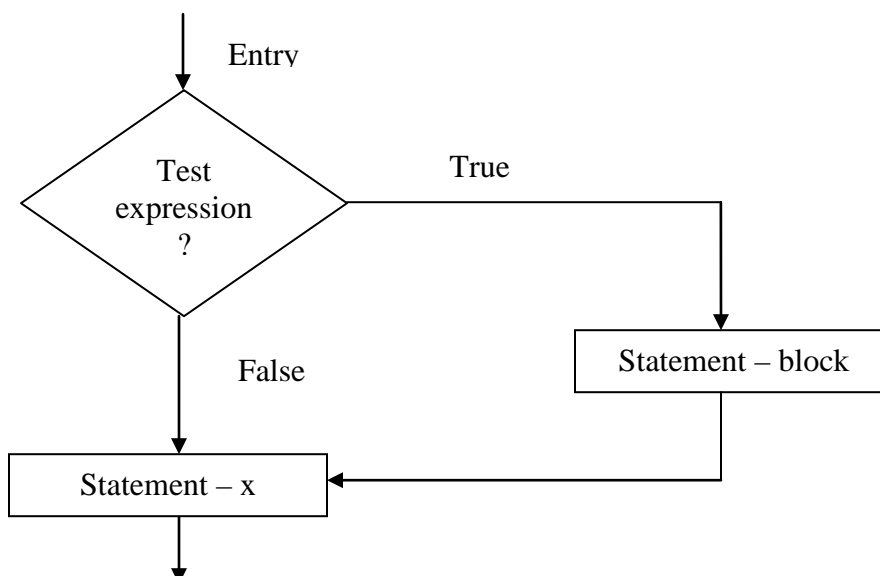 Entry
Test
expression
?
True
False
Statement – block
Statement – x